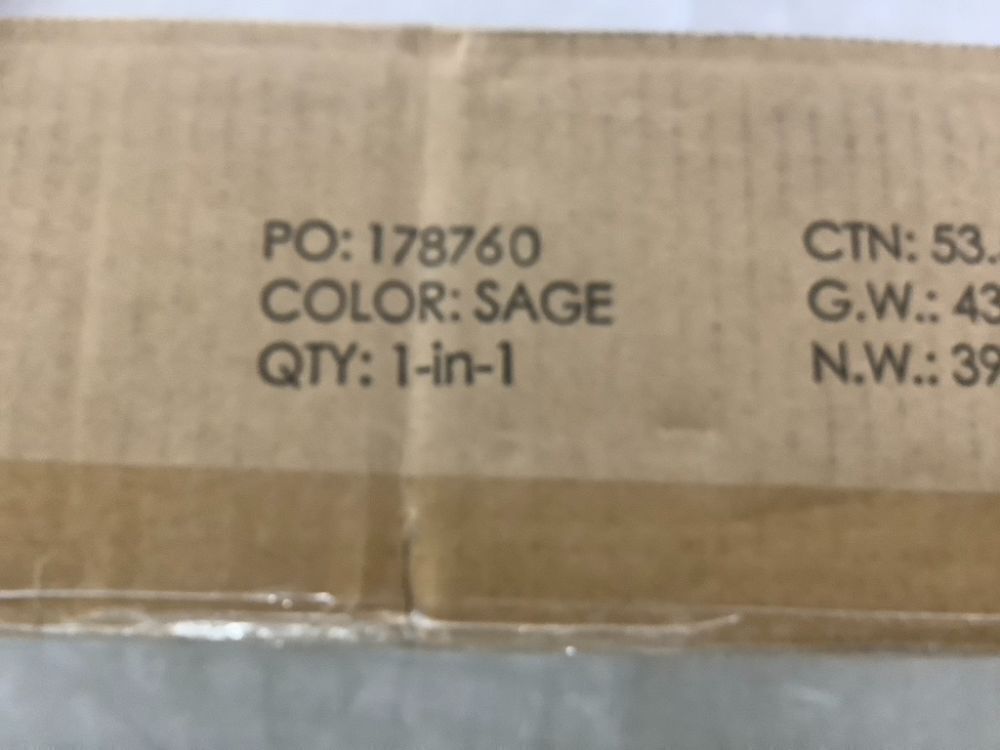 PO: 178760
COLOR: SAGE
QTY: 1-in-1
CTN: 53.
G.W.: 43
N.W.: 39